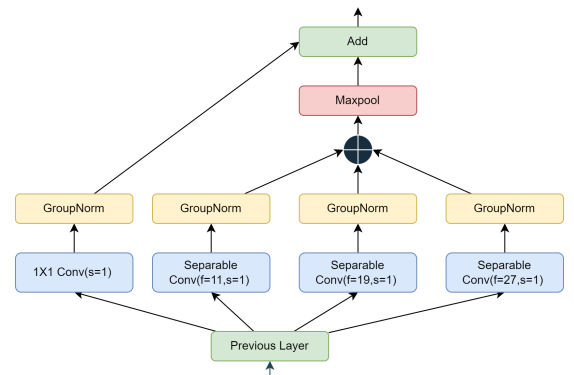 Add
Maxpool
GroupNorm
GroupNorm
GroupNorm
GroupNorm
1X1 Conv(s=1)
Separable
Conv(f=11,s=1)
Separable
Conv(f=19,s=1)
Separable
Conv(f=27,s=1)
Previous Layer